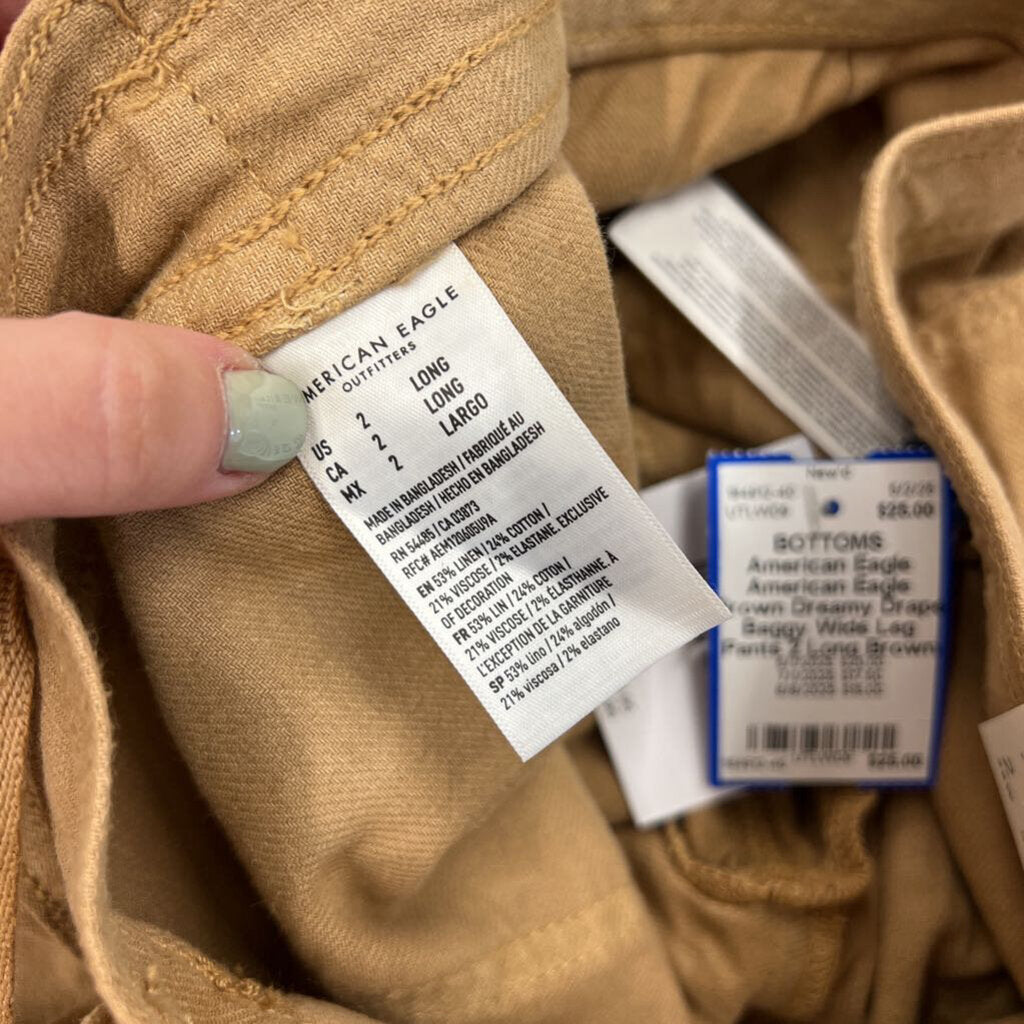 MERICAN EAGLE
OUTFITTERS
US 2 LONG
CA 2 LONG
MX 2 LARGO
MADE IN BANGLADESH / FABRIQUÉ AU
BANGLADESH / HECHO EN BANGLADESH
RN 54485 / CA 03873
RFC# AEM120605U9A
EN 53% LINEN / 24% COTTON /
21% VISCOSE / 2% ELASTANE. EXCLUSIVE
OF DECORATION
FR 53% LIN / 24% COTON /
21% VISCOSE / 2% ÉLASTHANNE. À
L'EXCEPTION DE LA GARNITURE
SP 53% Lino / 24% algodón /
21% viscosa / 2% elastano
$25.00
BOTTOMS
American Eagle
American Eagle
rown Dreamy Drape
Baggy Wide Leg
Pants 2 Long Brown
$25.00